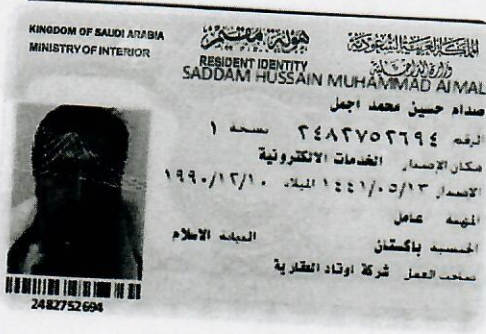 KINGDOM OF SAUDI ARABIA
MINISTRY OF INTERIOR
هوية مقيم
RESIDENT IDENTITY
المملكة العربية السعودية
وزارة الداخلية
SADDAM HUSSAIN MUHAMMAD AJMAL
صدام حسين محمد اجمل
الرقم ٢٤٨٢٧٥٢٦٩٤ نسخة ١
مكان الاصدار الخدمات الالكترونية
الاصدار ١٤٤١/٠٥/١٣ الميلاد ١٩٩٠/١٢/١٠
المهنة عامل
الجنسية باكستان الديانة الاسلام
صاحب العمل شركة اوتاد العقارية
2482752694